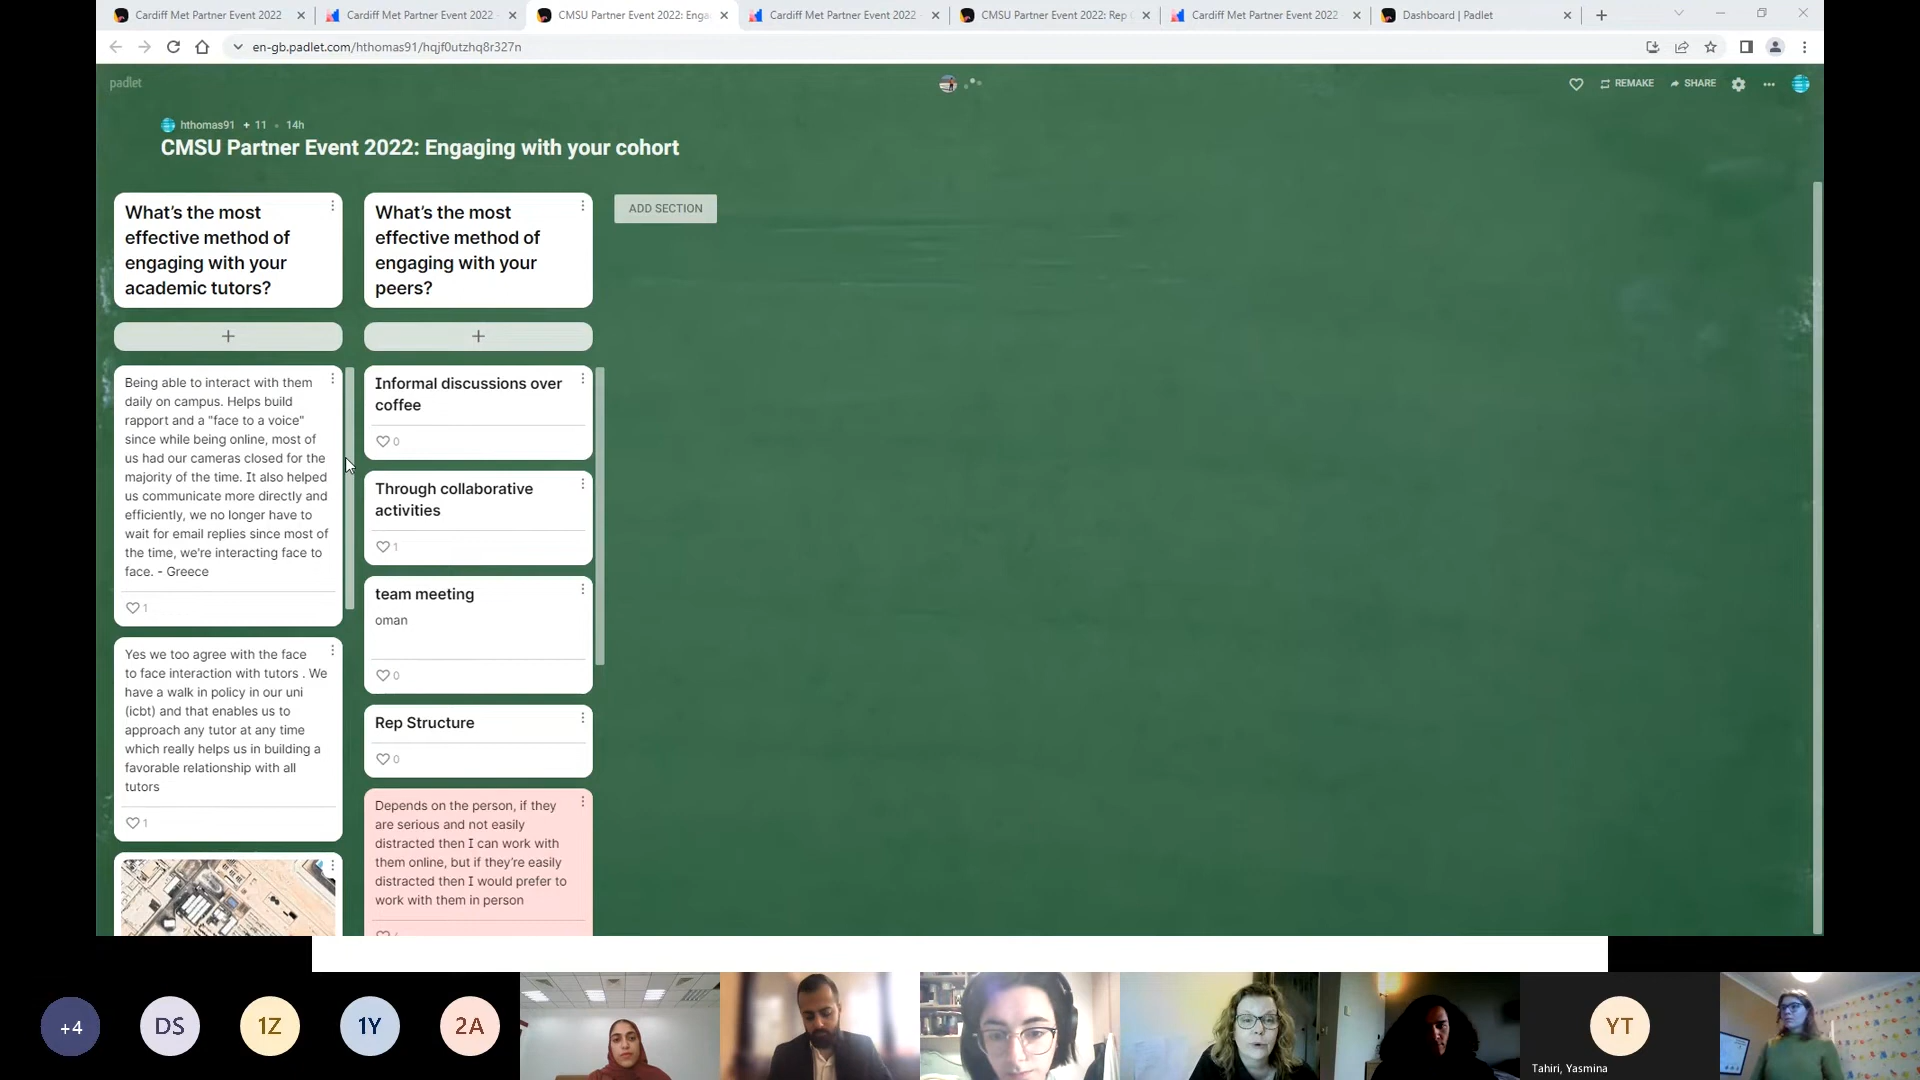 Cardiff Met Partner Event 2022
Cardiff Met Partner Event 2022
CMSU Partner Event 2022: Enga
Cardiff Met Partner Event 2022
CMSU Partner Event 2022: Rep
Cardiff Met Partner Event 2022
Dashboard | Padlet
en-gb.padlet.com/hthomas91/hqjf0utzhq8r327n
padlet
REMAKE
SHARE
hthomas91 + 11 • 14h
CMSU Partner Event 2022: Engaging with your cohort
What's the most
effective method of
engaging with your
academic tutors?
Being able to interact with them
daily on campus. Helps build
rapport and a "face to a voice"
since while being online, most of
us had our cameras closed for the
majority of the time. It also helped
us communicate more directly and
efficiently, we no longer have to
wait for email replies since most of
the time, we're interacting face to
face. - Greece
1
Yes we too agree with the face
to face interaction with tutors . We
have a walk in policy in our uni
(icbt) and that enables us to
approach any tutor at any time
which really helps us in building a
favorable relationship with all
tutors
1
What's the most
effective method of
engaging with your
peers?
Informal discussions over
coffee
0
Through collaborative
activities
1
team meeting
oman
0
Rep Structure
0
Depends on the person, if they
are serious and not easily
distracted then I can work with
them online, but if they're easily
distracted then I would prefer to
work with them in person
ADD SECTION
+4
DS
1Z
1Y
2A
YT
Tahiri, Yasmina